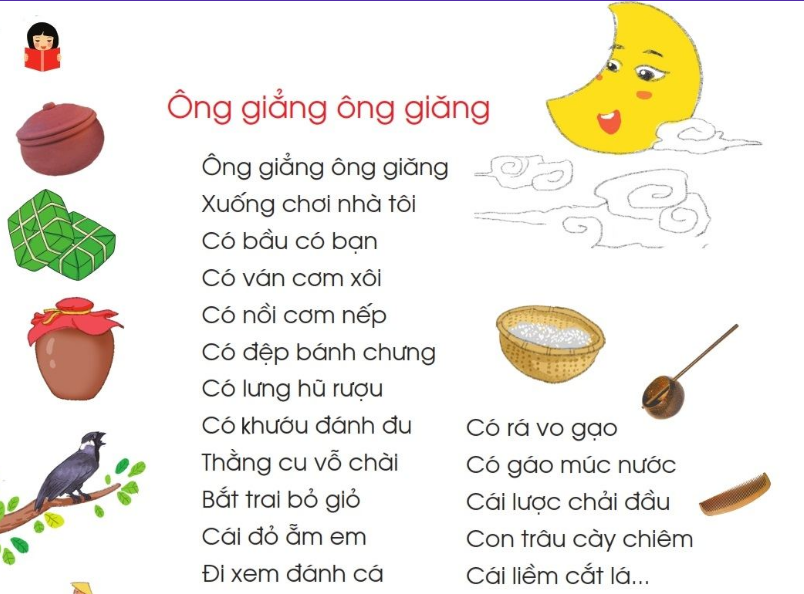 Ông giẳng ông giăng
Ông giẳng ông giăng
Xuống chơi nhà tôi
Có bầu có bạn
Có ván cơm xôi
Có nồi cơm nếp
Có đệp bánh chưng
Có lưng hũ rượu
Có khướu đánh đu
Thằng cu vỗ chài
Bắt trai bỏ giỏ
Cái đỏ ẵm em
Đi xem đánh cá
Có rá vo gạo
Có gáo múc nước
Cái lược chải đầu
Con trâu cày chiêm
Cái liềm cắt lá...